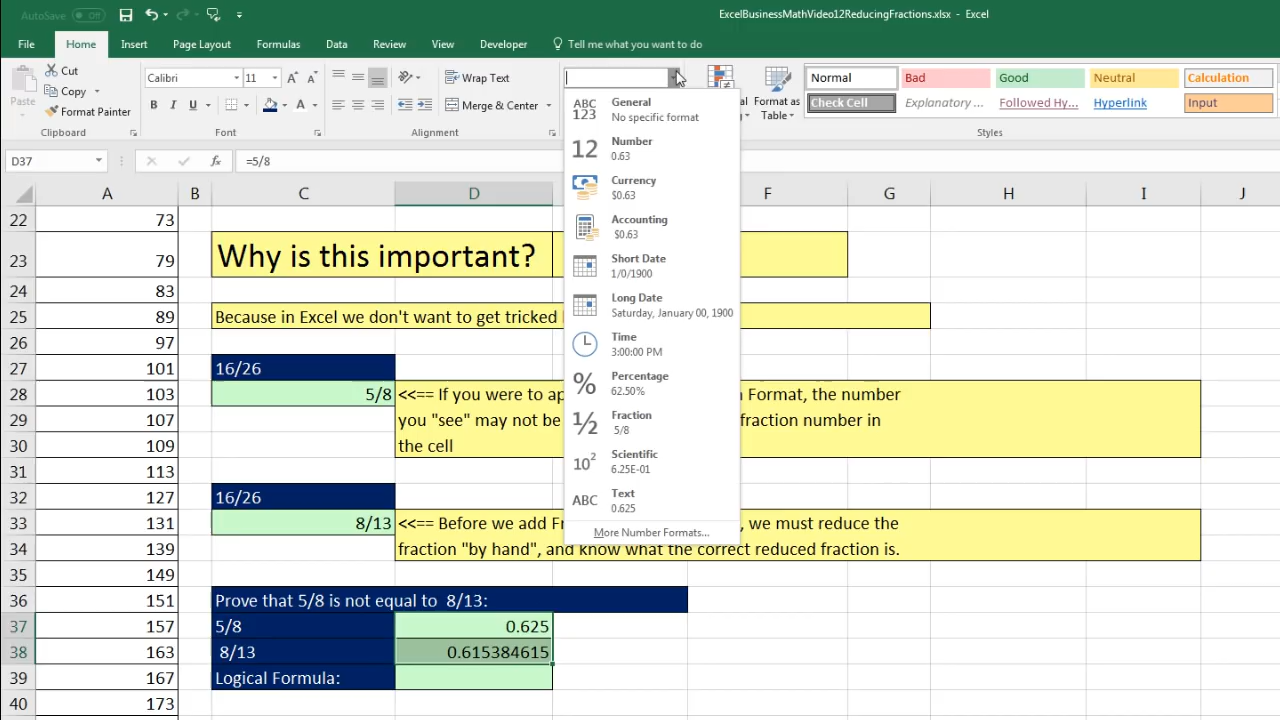 AutoSave Off
ExcelBusinessMathVideo12ReducingFractions.xlsx - Excel
File Home Insert Page Layout Formulas Data Review View Developer Tell me what you want to do
Paste
Cut
Copy
Format Painter
Clipboard
Calibri 11
B I U
Font
Wrap Text
Merge & Center
Alignment
Format as
Table
Normal Bad Good Neutral Calculation
Check Cell Explanatory ... Followed Hy... Hyperlink Input
Styles
D37 fx =5/8
A B C D F G H I J
ABC
123
General
No specific format
12
Number
0.63
Currency
$0.63
Accounting
$0.63
Short Date
1/0/1900
Long Date
Saturday, January 00, 1900
Time
3:00:00 PM
%
Percentage
62.50%
½
Fraction
5/8
10²
Scientific
6.25E-01
ABC
Text
0.625
More Number Formats...
22 73
23 79 Why is this important?
24 83
25 89 Because in Excel we don't want to get tricked
26 97
27 101 16/26
28 103 5/8 <<== If you were to ap Format, the number
29 107 you "see" may not be fraction number in
30 109 the cell
31 113
32 127 16/26
33 131 8/13 <<== Before we add Fr , we must reduce the
34 139 fraction "by hand", and know what the correct reduced fraction is.
35 149
36 151 Prove that 5/8 is not equal to 8/13:
37 157 5/8 0.625
38 163 8/13 0.615384615
39 167 Logical Formula:
40 173